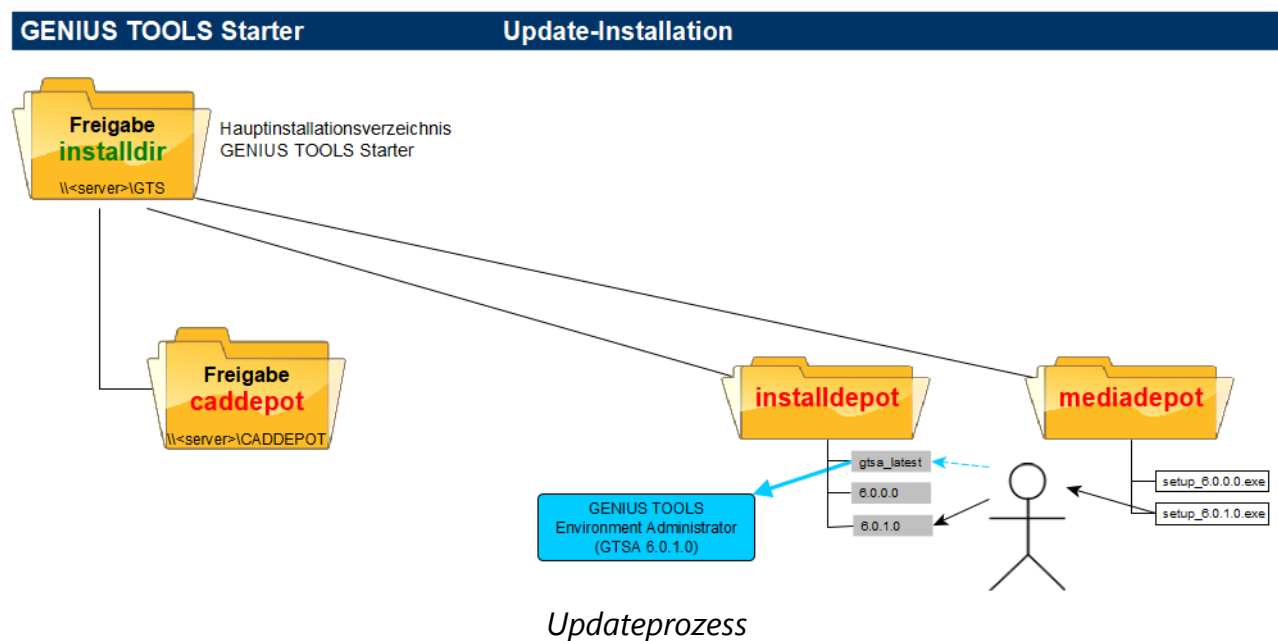 GENIUS TOOLS Starter Update-Installation
Freigabe
installdir
\\<server>\GTS
Hauptinstallationsverzeichnis
GENIUS TOOLS Starter
Freigabe
caddepot
\\<server>\CADDEPOT
installdepot
mediadepot
gtsa_latest
6.0.0.0
6.0.1.0
setup_6.0.0.0.exe
setup_6.0.1.0.exe
GENIUS TOOLS
Environment Administrator
(GTSA 6.0.1.0)
Updateprozess